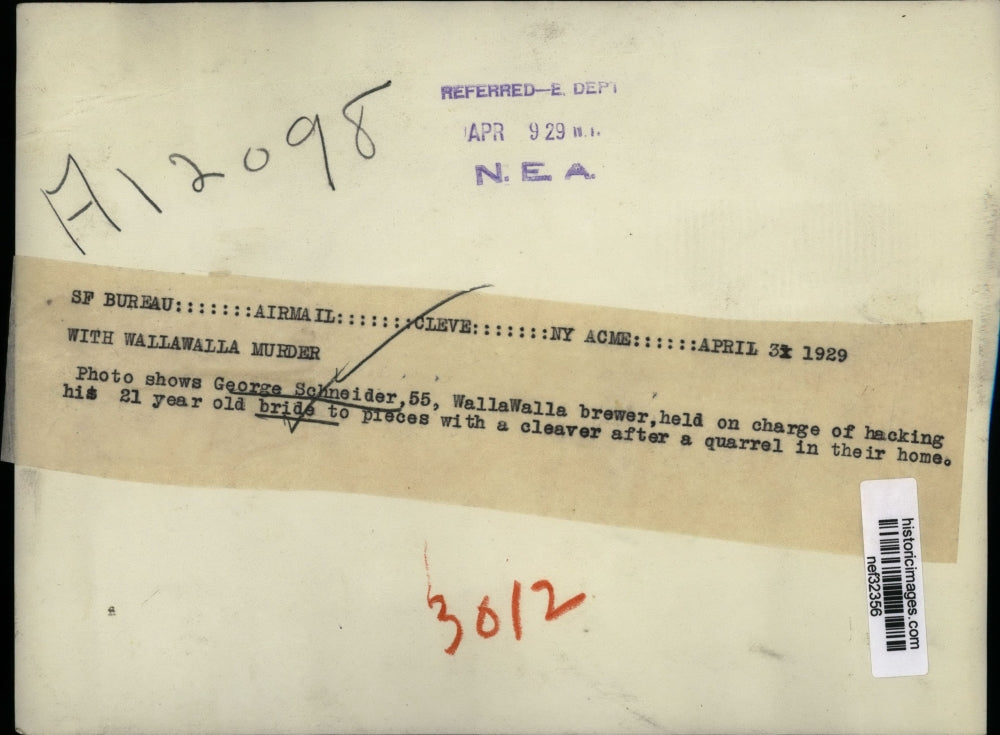 H12098
REFERRED—E. DEPT
APR 9 29 N.Y.
N. E. A.
SF BUREAU:::::::AIRMAIL:::::::CLEVE:::::::NY ACME::::::APRIL 3 1929
WITH WALLAWALLA MURDER
Photo shows George Schneider,55, WallaWalla brewer,held on charge of hacking
his 21 year old bride to pieces with a cleaver after a quarrel in their home.
3012
historicimages.com
nef32356